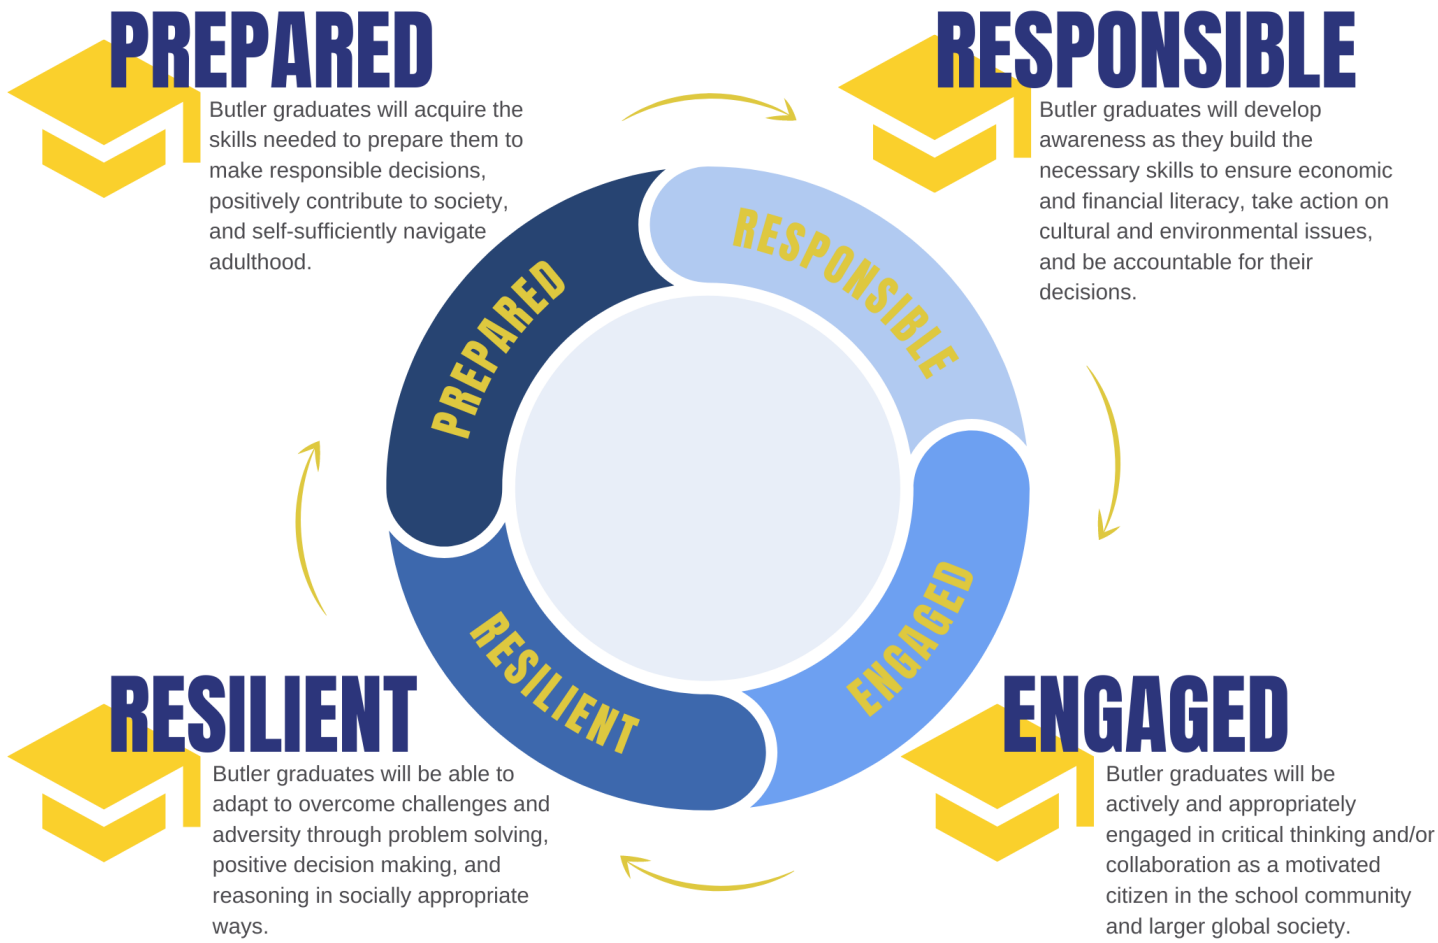 PREPARED
Butler graduates will acquire the
skills needed to prepare them to
make responsible decisions,
positively contribute to society,
and self-sufficiently navigate
adulthood.
RESPONSIBLE
Butler graduates will develop
awareness as they build the
necessary skills to ensure economic
and financial literacy, take action on
cultural and environmental issues,
and be accountable for their
decisions.
PREPARED
RESPONSIBLE
RESILIENT
ENGAGED
RESILIENT
Butler graduates will be able to
adapt to overcome challenges and
adversity through problem solving,
positive decision making, and
reasoning in socially appropriate
ways.
ENGAGED
Butler graduates will be
actively and appropriately
engaged in critical thinking and/or
collaboration as a motivated
citizen in the school community
and larger global society.